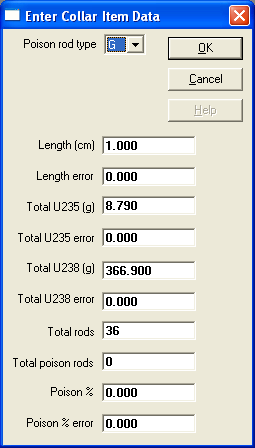 Enter Collar Item Data
Poison rod type G OK
Cancel
Help
Length (cm) 1.000
Length error 0.000
Total U235 (g) 8.790
Total U235 error 0.000
Total U238 (g) 366.900
Total U238 error 0.000
Total rods 36
Total poison rods 0
Poison % 0.000
Poison % error 0.000